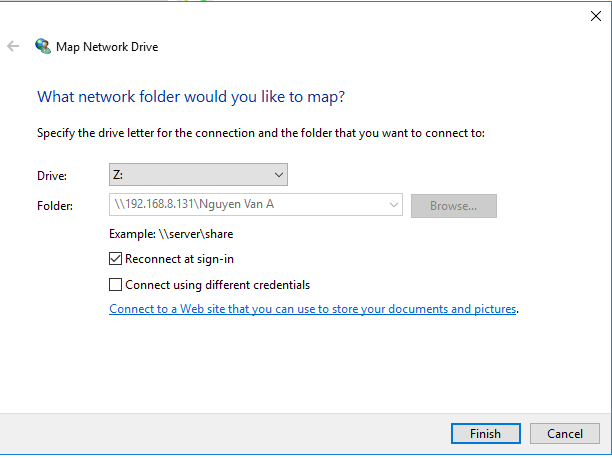 Map Network Drive
What network folder would you like to map?
Specify the drive letter for the connection and the folder that you want to connect to:
Drive: Z:
Folder: \\192.168.8.131\Nguyen Van A Browse...
Example: \\server\share
Reconnect at sign-in
Connect using different credentials
Connect to a Web site that you can use to store your documents and pictures.
Finish Cancel